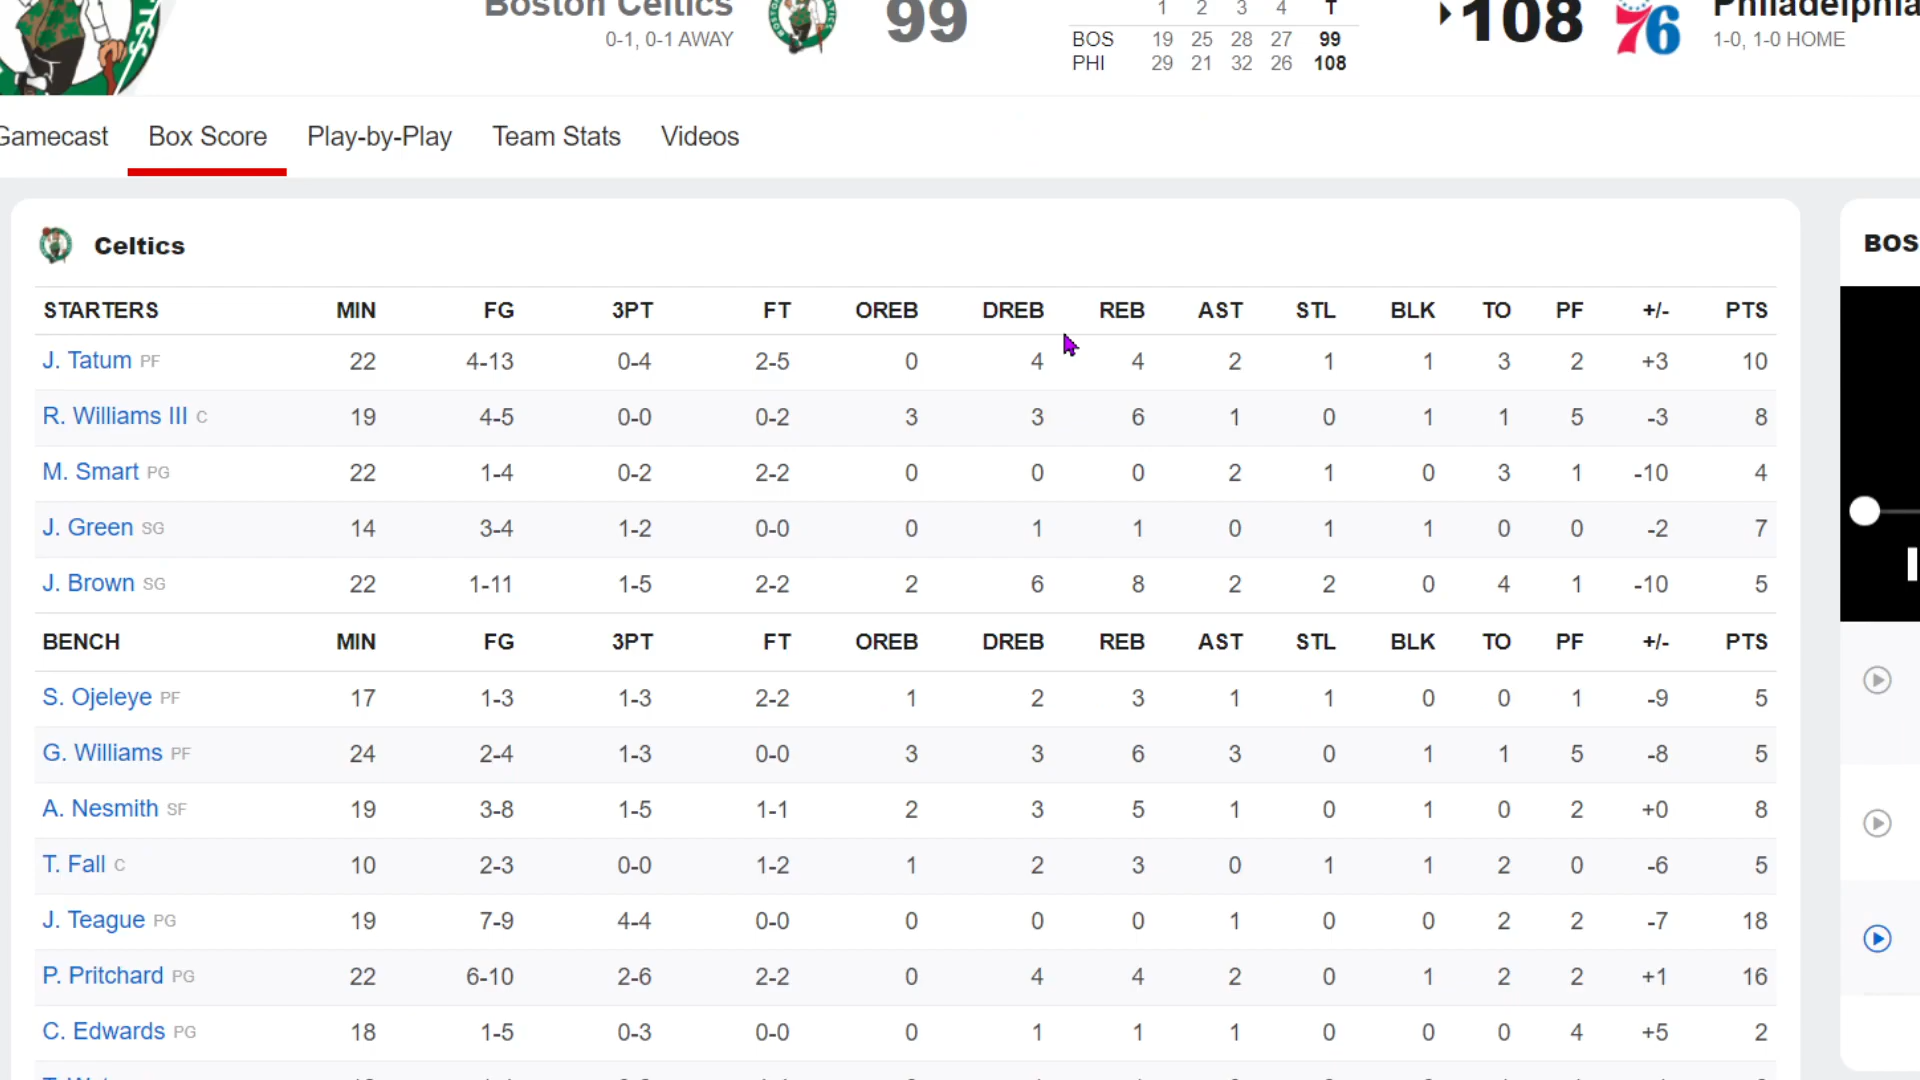 Boston Celtics
0-1, 0-1 AWAY
99
1 2 3 4 T
BOS 19 25 28 27 99
PHI 29 21 32 26 108
108
76
Philadelphia
1-0, 1-0 HOME
Gamecast Box Score Play-by-Play Team Stats Videos
Celtics
STARTERS MIN FG 3PT FT OREB DREB REB AST STL BLK TO PF +/- PTS
J. Tatum PF 22 4-13 0-4 2-5 0 4 4 2 1 1 3 2 +3 10
R. Williams III C 19 4-5 0-0 0-2 3 3 6 1 0 1 1 5 -3 8
M. Smart PG 22 1-4 0-2 2-2 0 0 0 2 1 0 3 1 -10 4
J. Green SG 14 3-4 1-2 0-0 0 1 1 0 1 1 0 0 -2 7
J. Brown SG 22 1-11 1-5 2-2 2 6 8 2 2 0 4 1 -10 5
BENCH MIN FG 3PT FT OREB DREB REB AST STL BLK TO PF +/- PTS
S. Ojeleye PF 17 1-3 1-3 2-2 1 2 3 1 1 0 0 1 -9 5
G. Williams PF 24 2-4 1-3 0-0 3 3 6 3 0 1 1 5 -8 5
A. Nesmith SF 19 3-8 1-5 1-1 2 3 5 1 0 1 0 2 +0 8
T. Fall C 10 2-3 0-0 1-2 1 2 3 0 1 1 2 0 -6 5
J. Teague PG 19 7-9 4-4 0-0 0 0 0 1 0 0 2 2 -7 18
P. Pritchard PG 22 6-10 2-6 2-2 0 4 4 2 0 1 2 2 +1 16
C. Edwards PG 18 1-5 0-3 0-0 0 1 1 1 0 0 0 4 +5 2
BOS